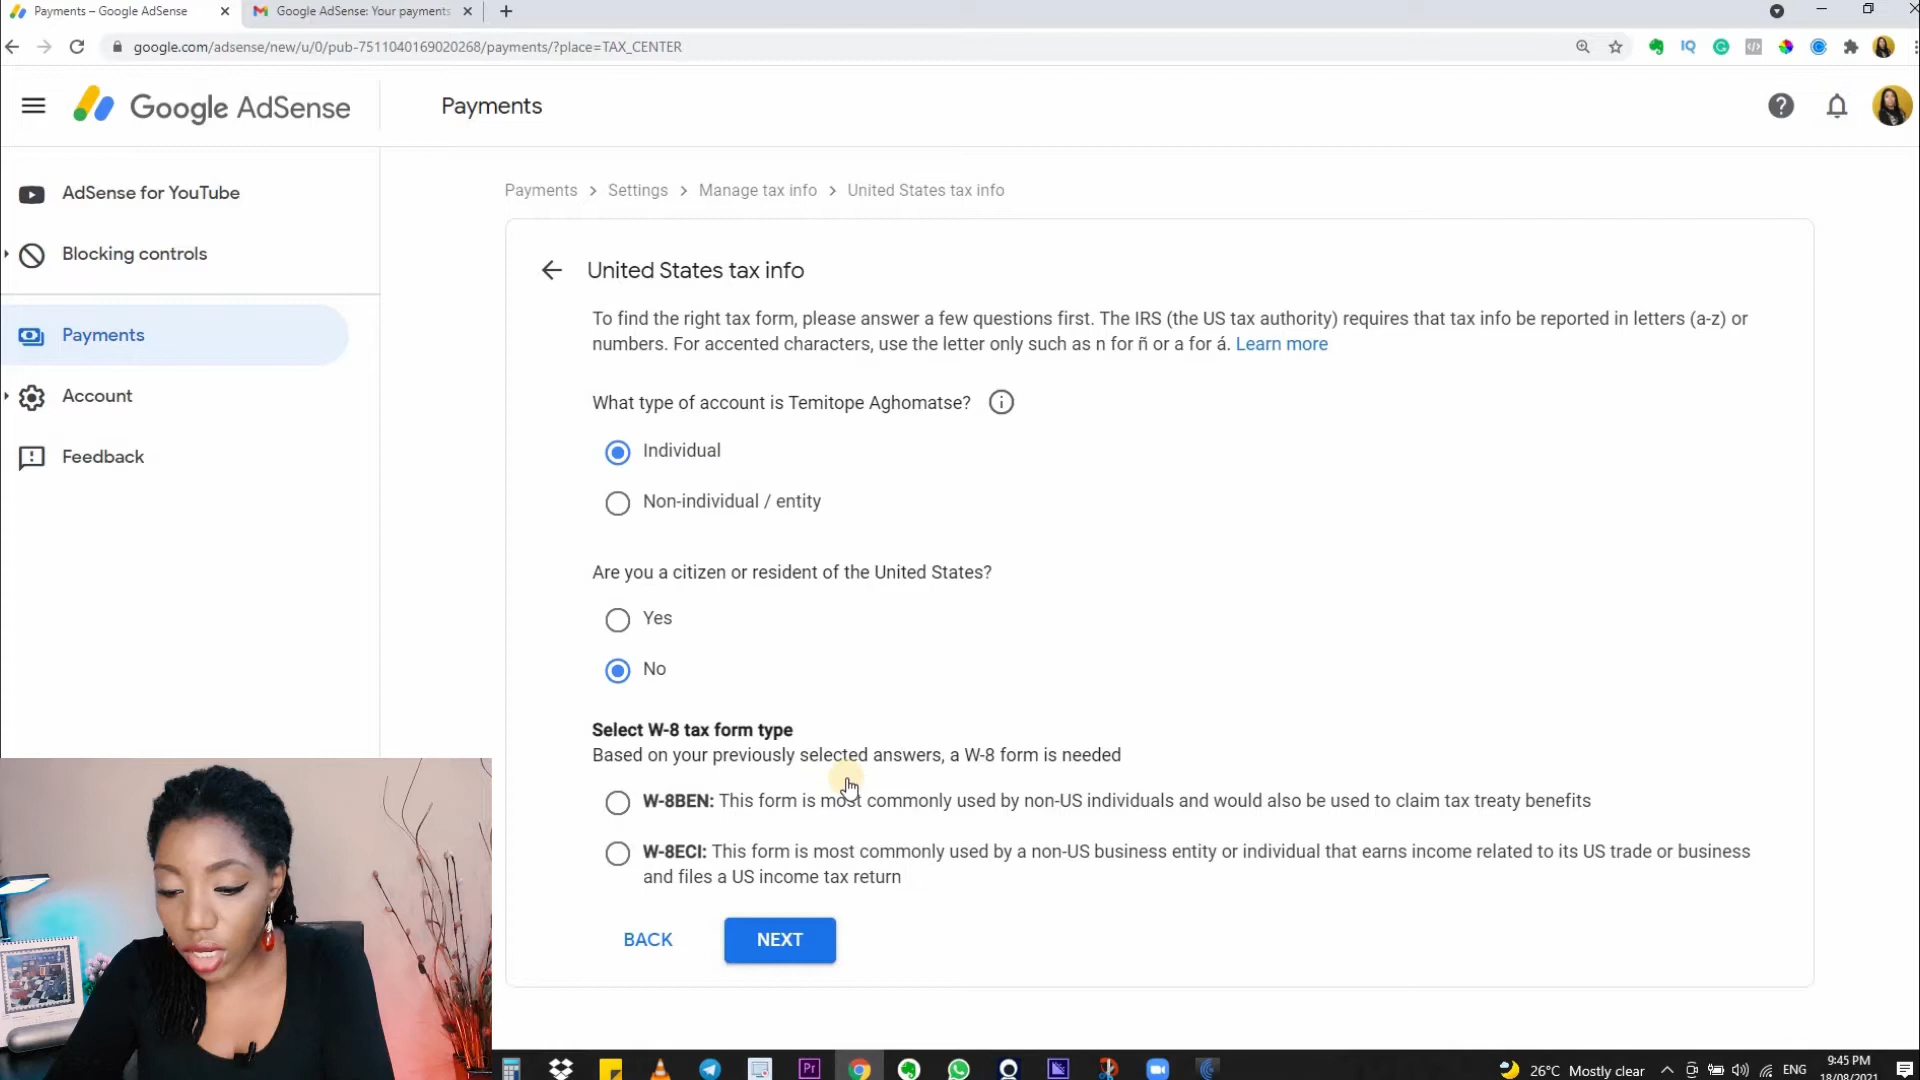 Payments – Google AdSense
Google AdSense: Your payments
google.com/adsense/new/u/0/pub-7511040169020268/payments/?place=TAX_CENTER
Google AdSense
Payments
AdSense for YouTube
Blocking controls
Payments
Account
Feedback
Payments > Settings > Manage tax info > United States tax info
United States tax info
To find the right tax form, please answer a few questions first. The IRS (the US tax authority) requires that tax info be reported in letters (a-z) or
numbers. For accented characters, use the letter only such as n for ñ or a for á. Learn more
What type of account is Temitope Aghomatse?
Individual
Non-individual / entity
Are you a citizen or resident of the United States?
Yes
No
Select W-8 tax form type
Based on your previously selected answers, a W-8 form is needed
W-8BEN: This form is most commonly used by non-US individuals and would also be used to claim tax treaty benefits
W-8ECI: This form is most commonly used by a non-US business entity or individual that earns income related to its US trade or business
and files a US income tax return
BACK
NEXT
26°C Mostly clear
ENG
9:45 PM
18/08/2021